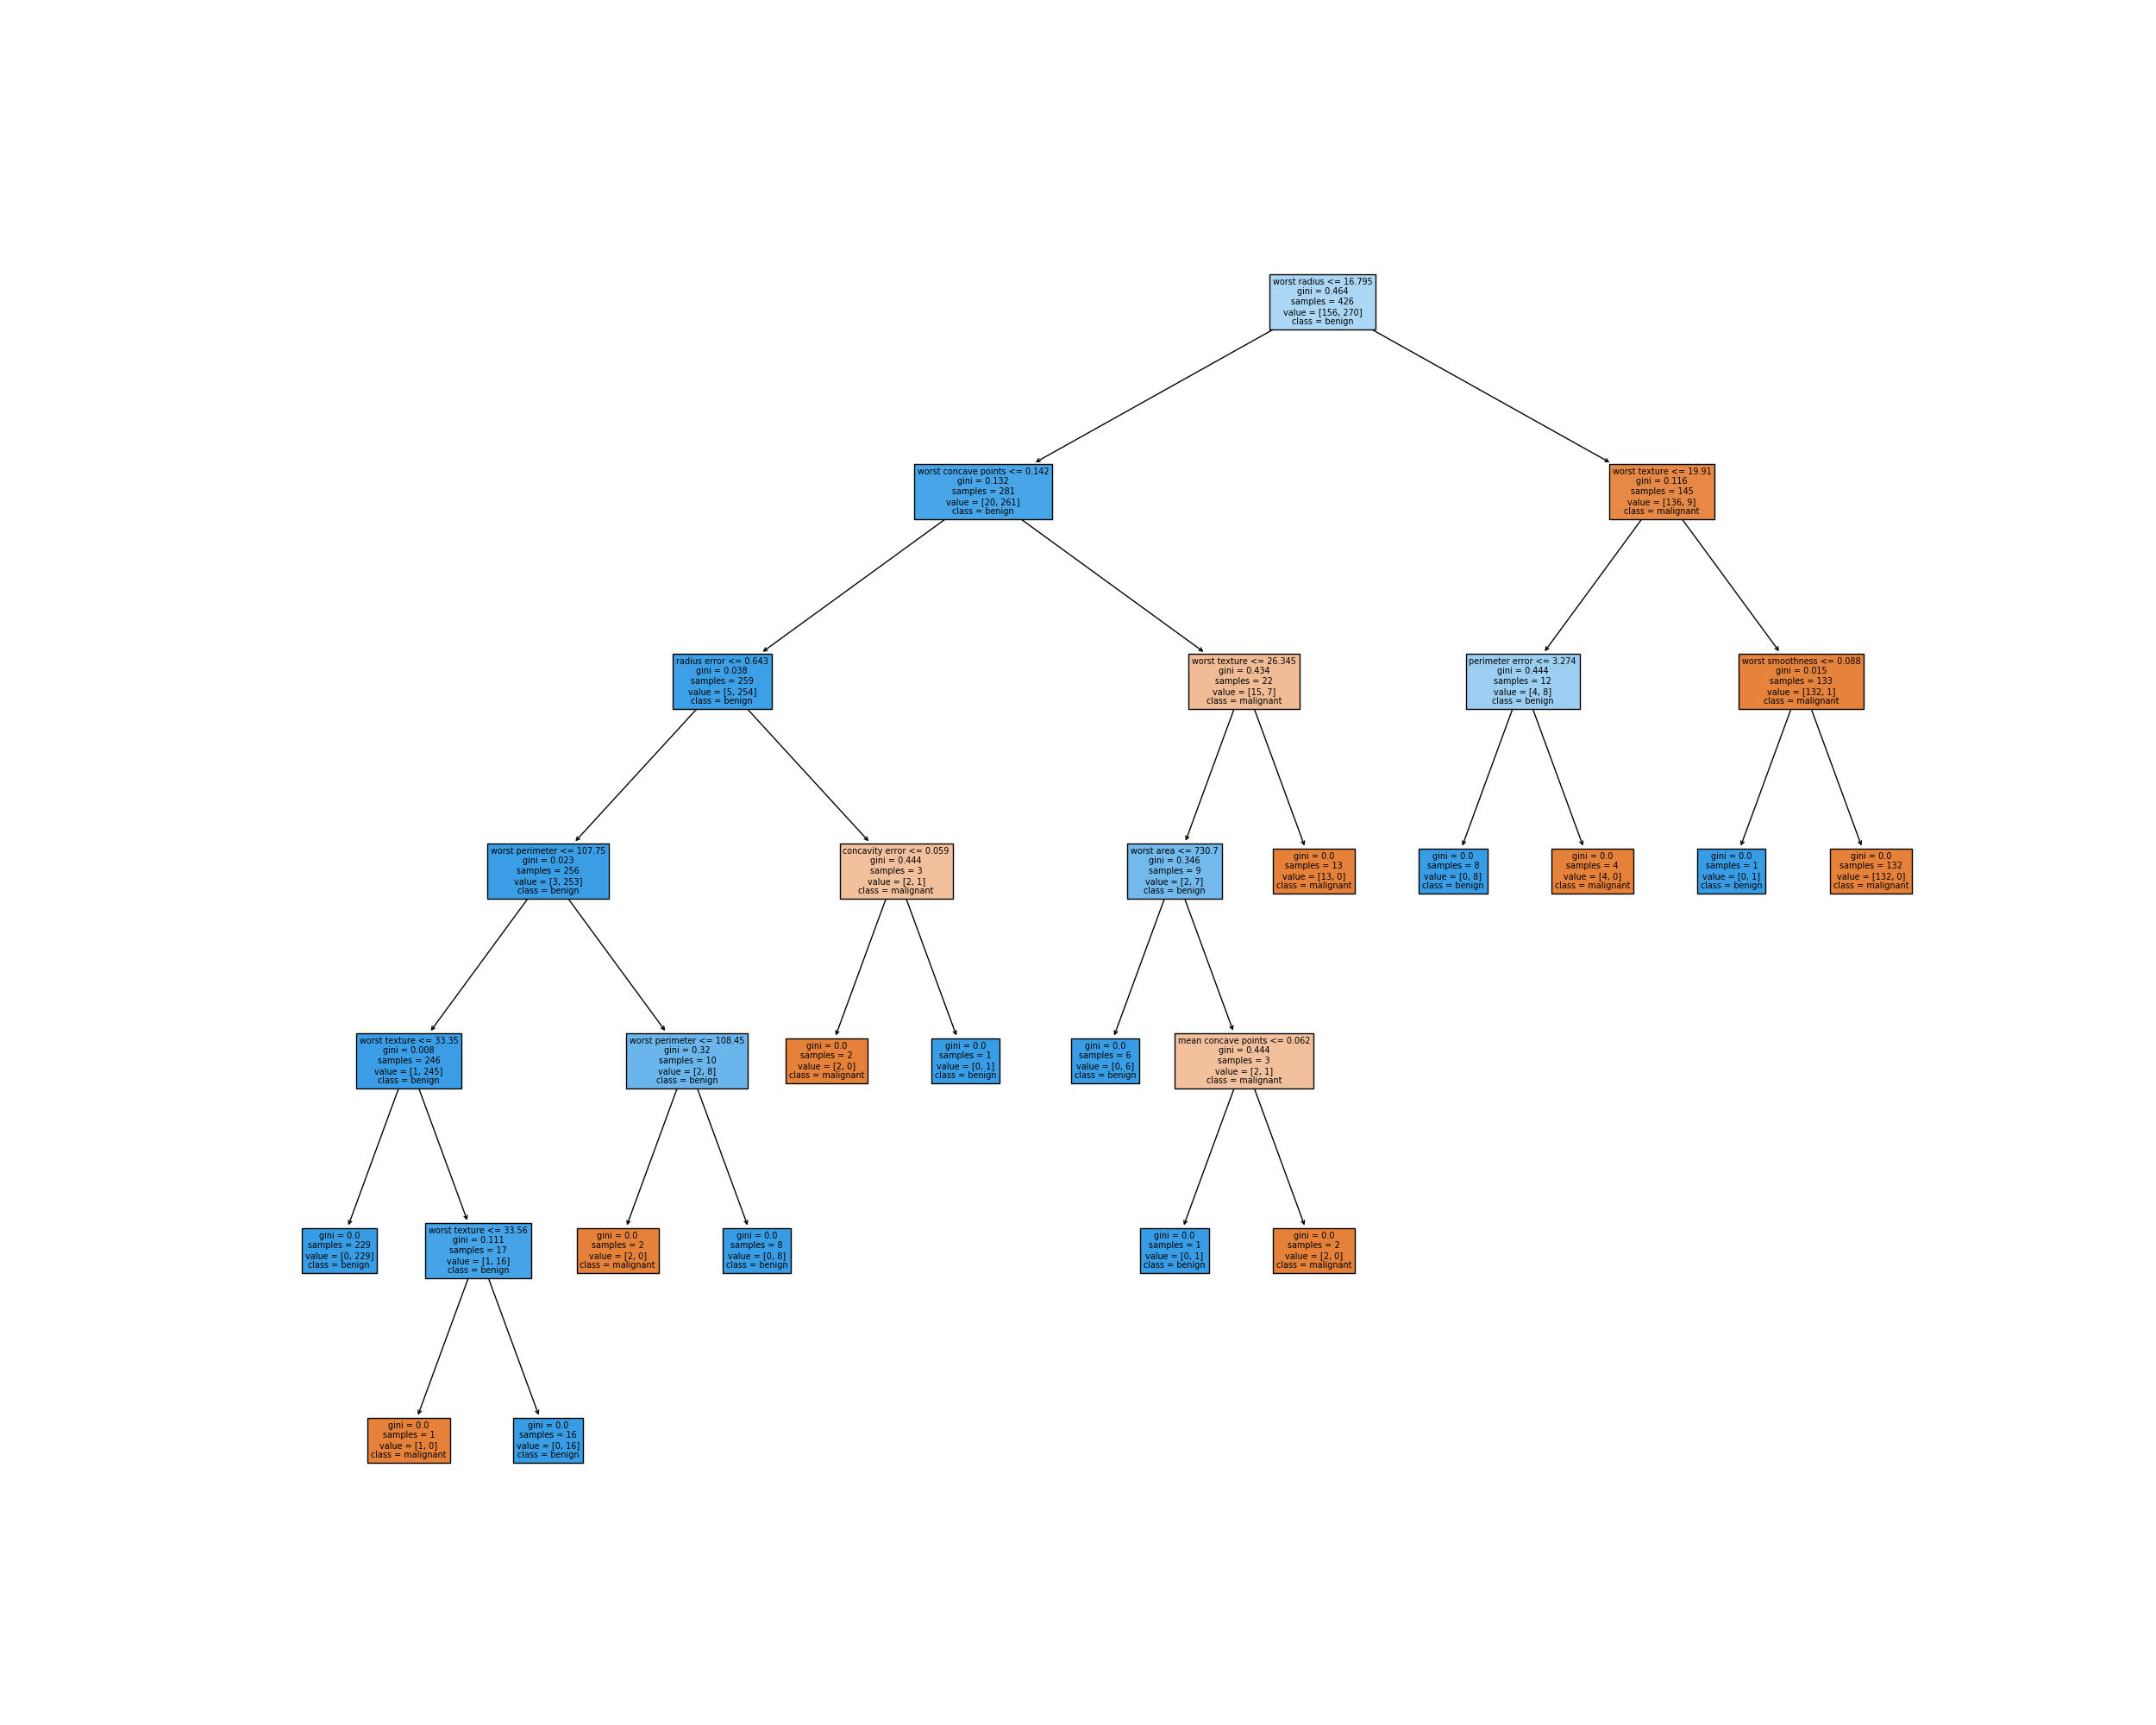 worst radius <= 16.795
gini = 0.464
samples = 426
value = [156, 270]
class = benign
worst concave points <= 0.142
gini = 0.132
samples = 281
value = [20, 261]
class = benign
worst texture <= 19.91
gini = 0.116
samples = 145
value = [136, 9]
class = malignant
radius error <= 0.643
gini = 0.038
samples = 259
value = [5, 254]
class = benign
worst texture <= 26.345
gini = 0.434
samples = 22
value = [15, 7]
class = malignant
perimeter error <= 3.274
gini = 0.444
samples = 12
value = [4, 8]
class = benign
worst smoothness <= 0.088
gini = 0.015
samples = 133
value = [132, 1]
class = malignant
worst perimeter <= 107.75
gini = 0.023
samples = 256
value = [3, 253]
class = benign
concavity error <= 0.059
gini = 0.444
samples = 3
value = [2, 1]
class = malignant
worst area <= 730.7
gini = 0.346
samples = 9
value = [2, 7]
class = benign
gini = 0.0
samples = 13
value = [13, 0]
class = malignant
gini = 0.0
samples = 8
value = [0, 8]
class = benign
gini = 0.0
samples = 4
value = [4, 0]
class = malignant
gini = 0.0
samples = 1
value = [0, 1]
class = benign
gini = 0.0
samples = 132
value = [132, 0]
class = malignant
worst texture <= 33.35
gini = 0.008
samples = 246
value = [1, 245]
class = benign
worst perimeter <= 108.45
gini = 0.32
samples = 10
value = [2, 8]
class = benign
gini = 0.0
samples = 2
value = [2, 0]
class = malignant
gini = 0.0
samples = 1
value = [0, 1]
class = benign
gini = 0.0
samples = 6
value = [0, 6]
class = benign
mean concave points <= 0.062
gini = 0.444
samples = 3
value = [2, 1]
class = malignant
gini = 0.0
samples = 229
value = [0, 229]
class = benign
worst texture <= 33.56
gini = 0.111
samples = 17
value = [1, 16]
class = benign
gini = 0.0
samples = 2
value = [2, 0]
class = malignant
gini = 0.0
samples = 8
value = [0, 8]
class = benign
gini = 0.0
samples = 1
value = [0, 1]
class = benign
gini = 0.0
samples = 2
value = [2, 0]
class = malignant
gini = 0.0
samples = 1
value = [1, 0]
class = malignant
gini = 0.0
samples = 16
value = [0, 16]
class = benign